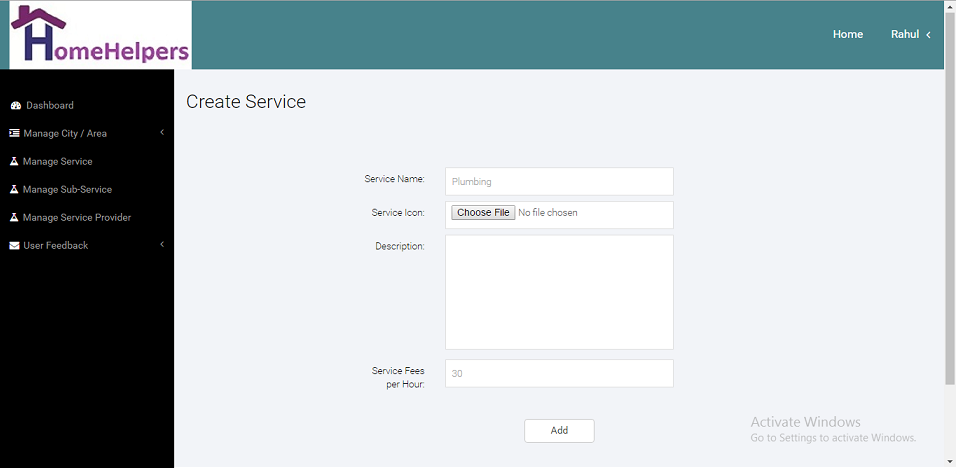 HomeHelpers
Home
Rahul
Create Service
Dashboard
Manage City / Area
Manage Service
Manage Sub-Service
Manage Service Provider
User Feedback
Service Name:
Plumbing
Service Icon:
Choose File No file chosen
Description:
Service Fees
per Hour:
30
Add
Activate Windows
Go to Settings to activate Windows.